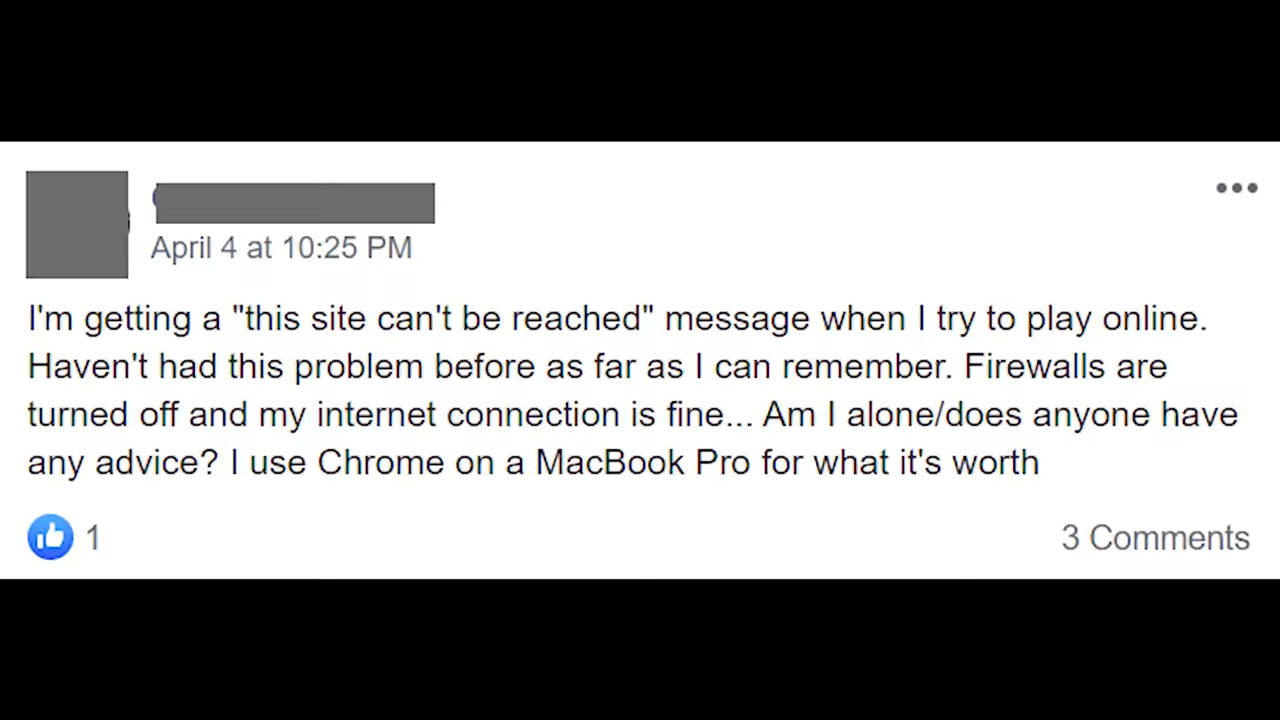 April 4 at 10:25 PM
I'm getting a "this site can't be reached" message when I try to play online.
Haven't had this problem before as far as I can remember. Firewalls are
turned off and my internet connection is fine... Am I alone/does anyone have
any advice? I use Chrome on a MacBook Pro for what it's worth
1
3 Comments